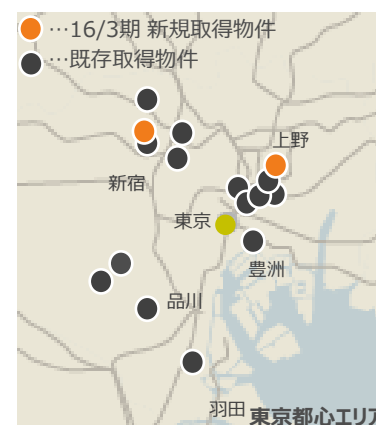 …16/3期 新規取得物件
…既存取得物件
上野
新宿
東京
豊洲
品川
羽田
東京都心エリア